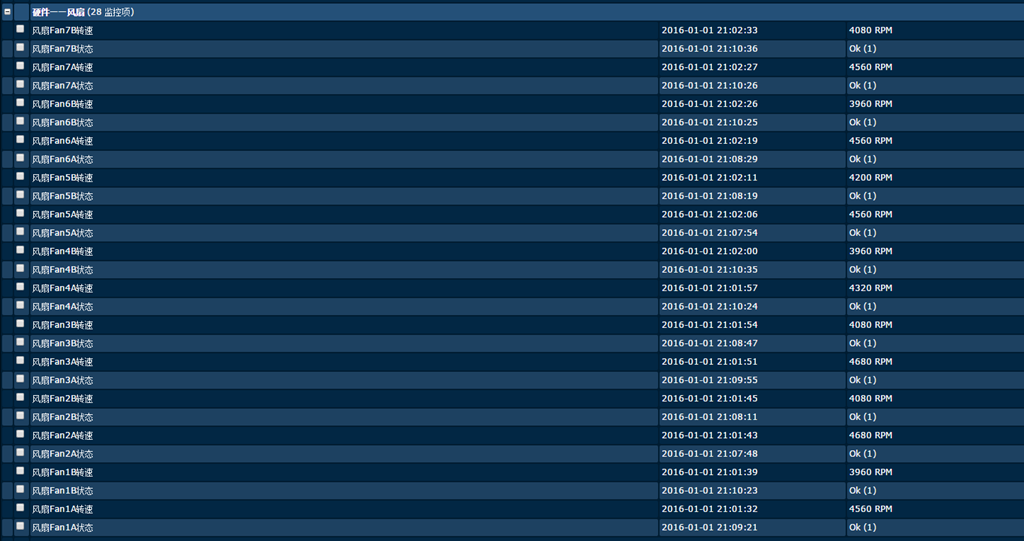 硬件——风扇 (28 监控项)
风扇Fan7B转速 2016-01-01 21:02:33 4080 RPM
风扇Fan7B状态 2016-01-01 21:10:36 Ok (1)
风扇Fan7A转速 2016-01-01 21:02:27 4560 RPM
风扇Fan7A状态 2016-01-01 21:10:26 Ok (1)
风扇Fan6B转速 2016-01-01 21:02:26 3960 RPM
风扇Fan6B状态 2016-01-01 21:10:25 Ok (1)
风扇Fan6A转速 2016-01-01 21:02:19 4560 RPM
风扇Fan6A状态 2016-01-01 21:08:29 Ok (1)
风扇Fan5B转速 2016-01-01 21:02:11 4200 RPM
风扇Fan5B状态 2016-01-01 21:08:19 Ok (1)
风扇Fan5A转速 2016-01-01 21:02:06 4560 RPM
风扇Fan5A状态 2016-01-01 21:07:54 Ok (1)
风扇Fan4B转速 2016-01-01 21:02:00 3960 RPM
风扇Fan4B状态 2016-01-01 21:10:35 Ok (1)
风扇Fan4A转速 2016-01-01 21:01:57 4320 RPM
风扇Fan4A状态 2016-01-01 21:10:24 Ok (1)
风扇Fan3B转速 2016-01-01 21:01:54 4080 RPM
风扇Fan3B状态 2016-01-01 21:08:47 Ok (1)
风扇Fan3A转速 2016-01-01 21:01:51 4680 RPM
风扇Fan3A状态 2016-01-01 21:09:55 Ok (1)
风扇Fan2B转速 2016-01-01 21:01:45 4080 RPM
风扇Fan2B状态 2016-01-01 21:08:11 Ok (1)
风扇Fan2A转速 2016-01-01 21:01:43 4680 RPM
风扇Fan2A状态 2016-01-01 21:07:48 Ok (1)
风扇Fan1B转速 2016-01-01 21:01:39 3960 RPM
风扇Fan1B状态 2016-01-01 21:10:23 Ok (1)
风扇Fan1A转速 2016-01-01 21:01:32 4560 RPM
风扇Fan1A状态 2016-01-01 21:09:21 Ok (1)